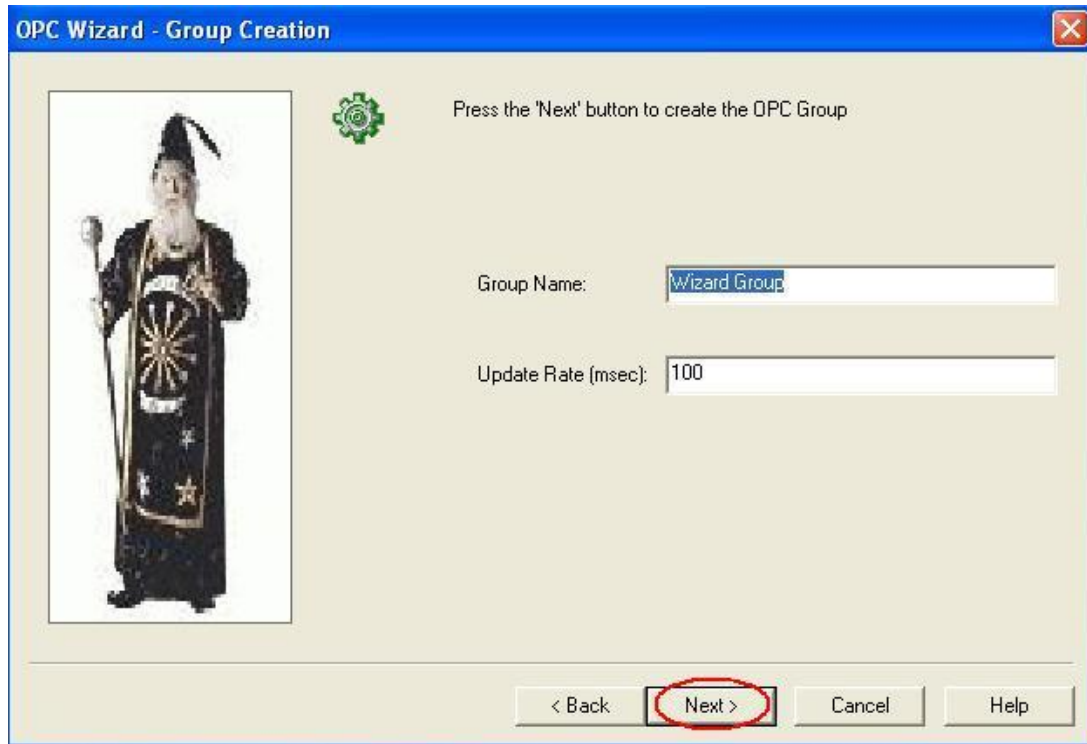 OPC Wizard - Group Creation
Press the 'Next' button to create the OPC Group
Group Name: Wizard Group
Update Rate (msec): 100
< Back Next > Cancel Help